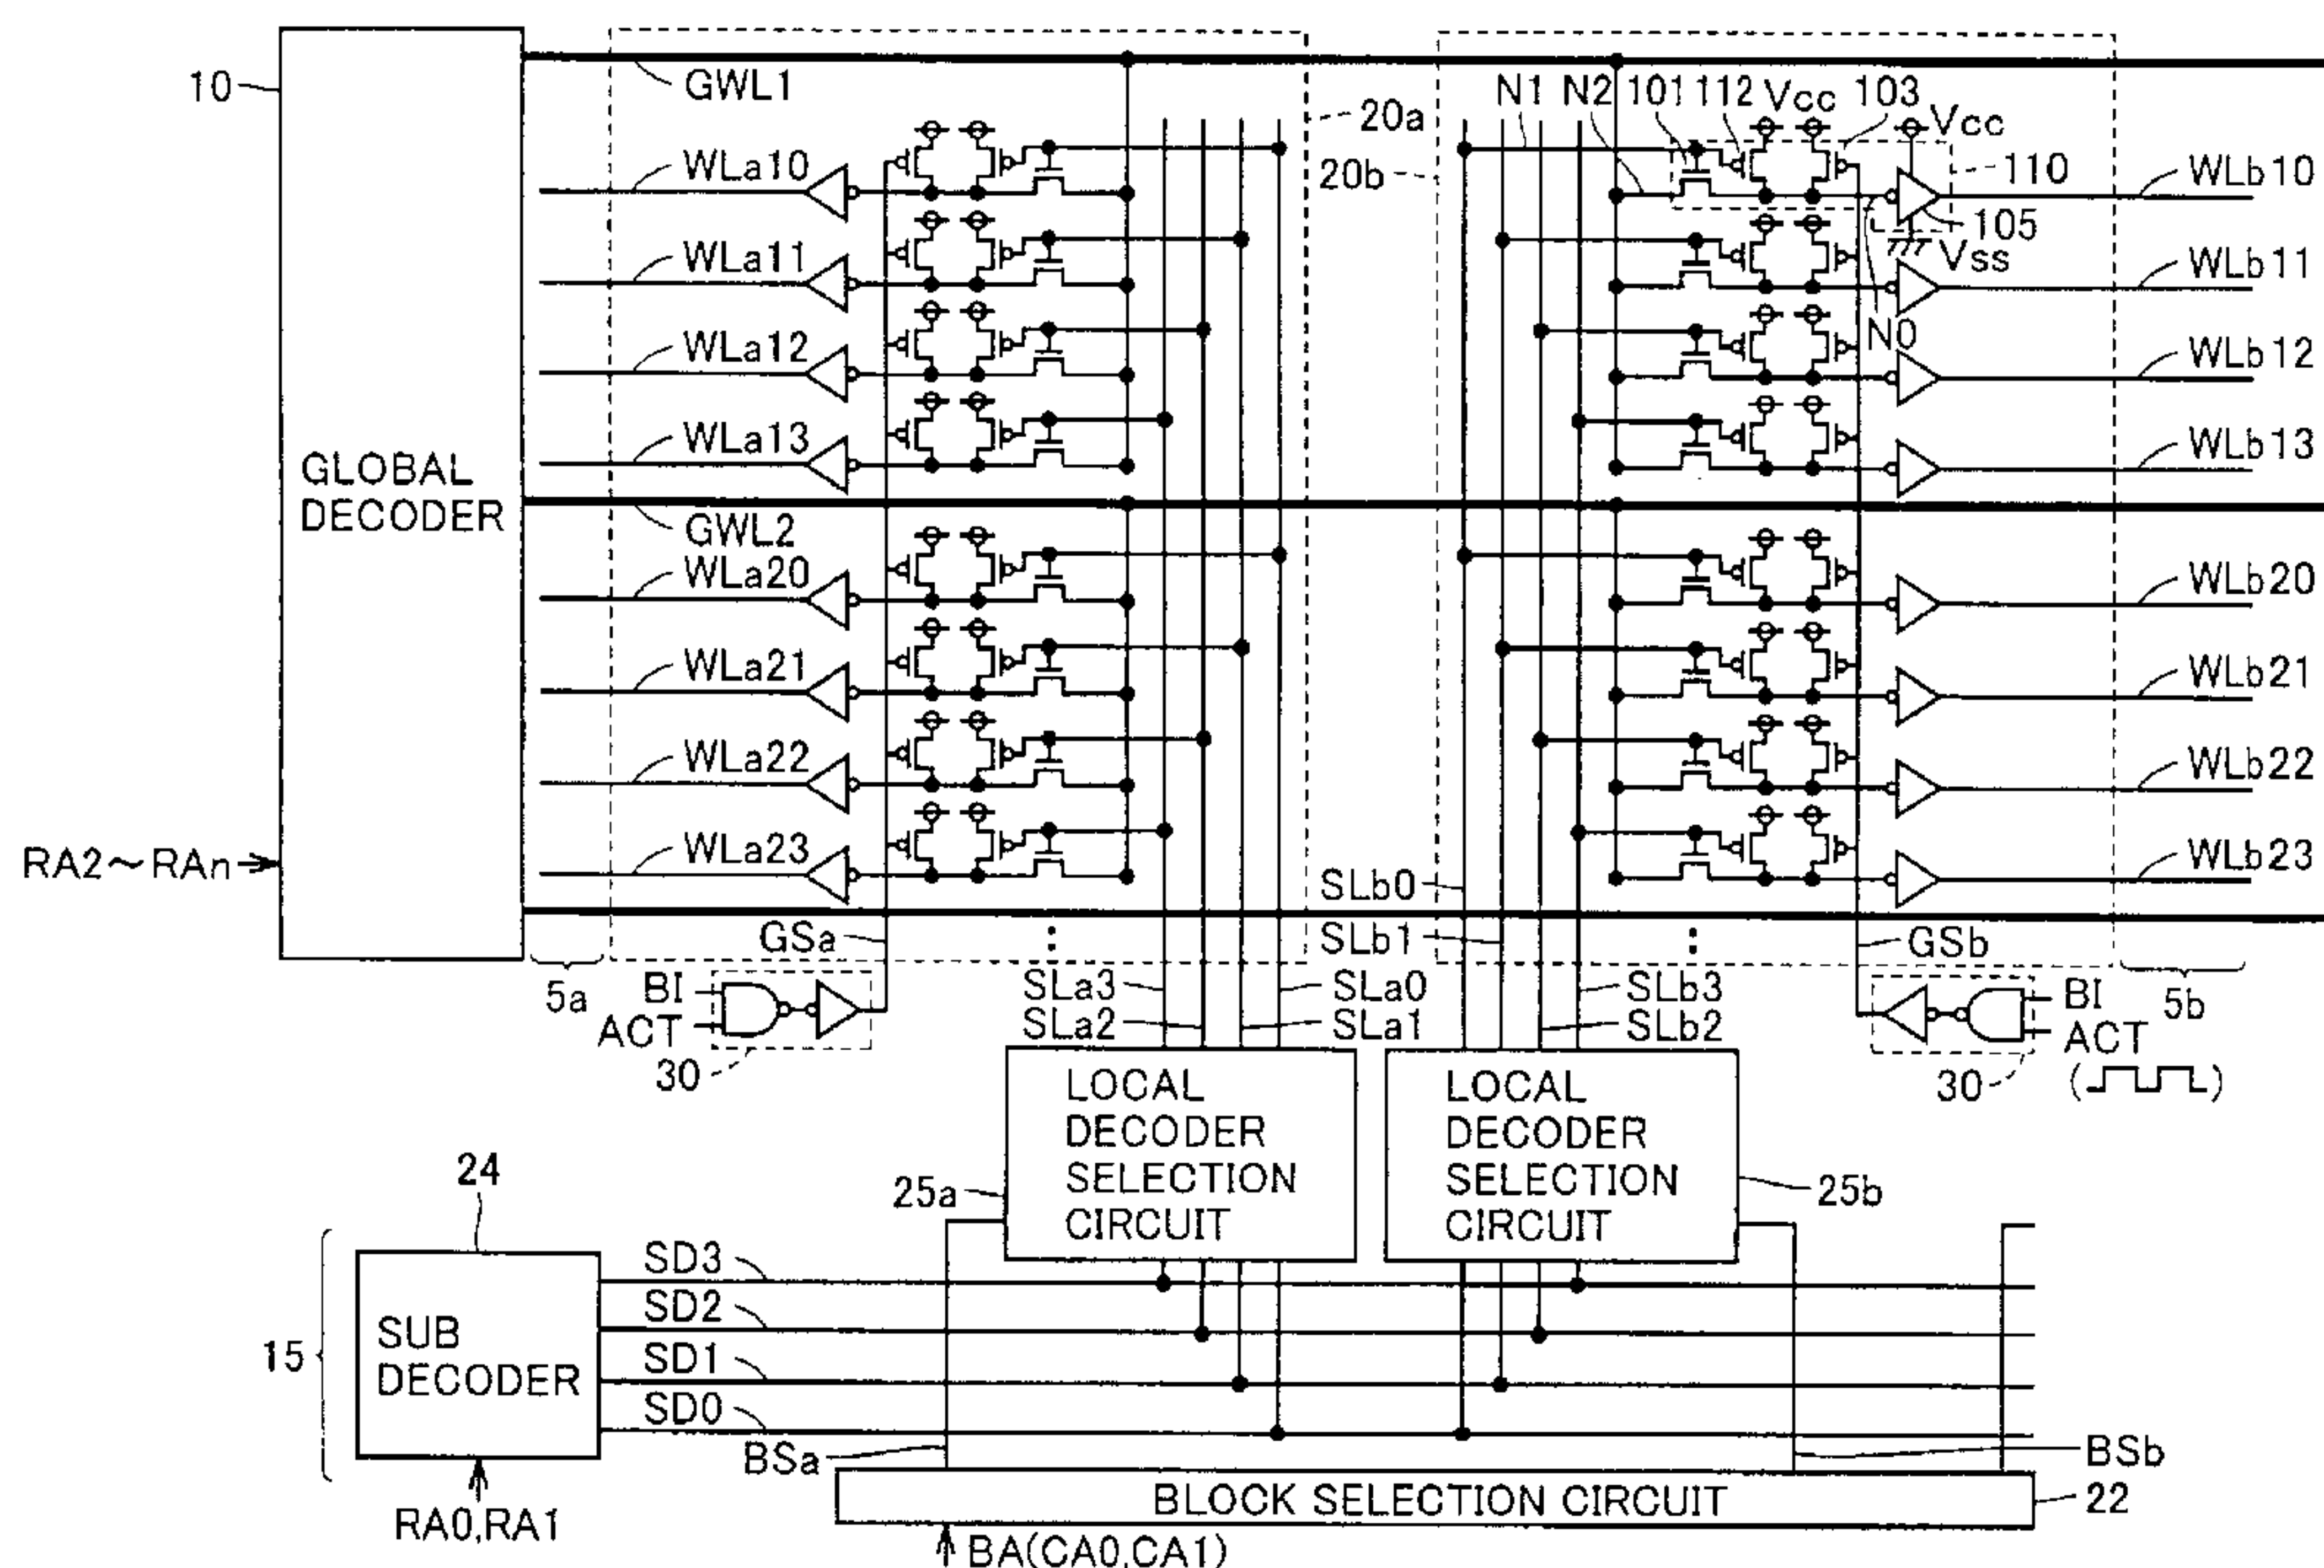 10
GWL1
20a
20b
N1 N2 101 112 Vcc 103
Vcc
110
105
Vss
N0
WLa10
WLa11
WLa12
WLa13
WLb10
WLb11
WLb12
WLb13
GLOBAL
DECODER
GWL2
WLa20
WLa21
WLa22
WLa23
WLb20
WLb21
WLb22
WLb23
RA2~RAn
SLb0
SLb1
GSa
GSb
5a
5b
BI
ACT
30
SLa3
SLa2
SLa0
SLa1
SLb3
SLb2
BI
ACT
30
( )
LOCAL
DECODER
SELECTION
CIRCUIT
LOCAL
DECODER
SELECTION
CIRCUIT
25a
25b
24
15
SUB
DECODER
SD3
SD2
SD1
SD0
BSa
BSb
BLOCK SELECTION CIRCUIT
22
RA0,RA1
BA(CA0,CA1)